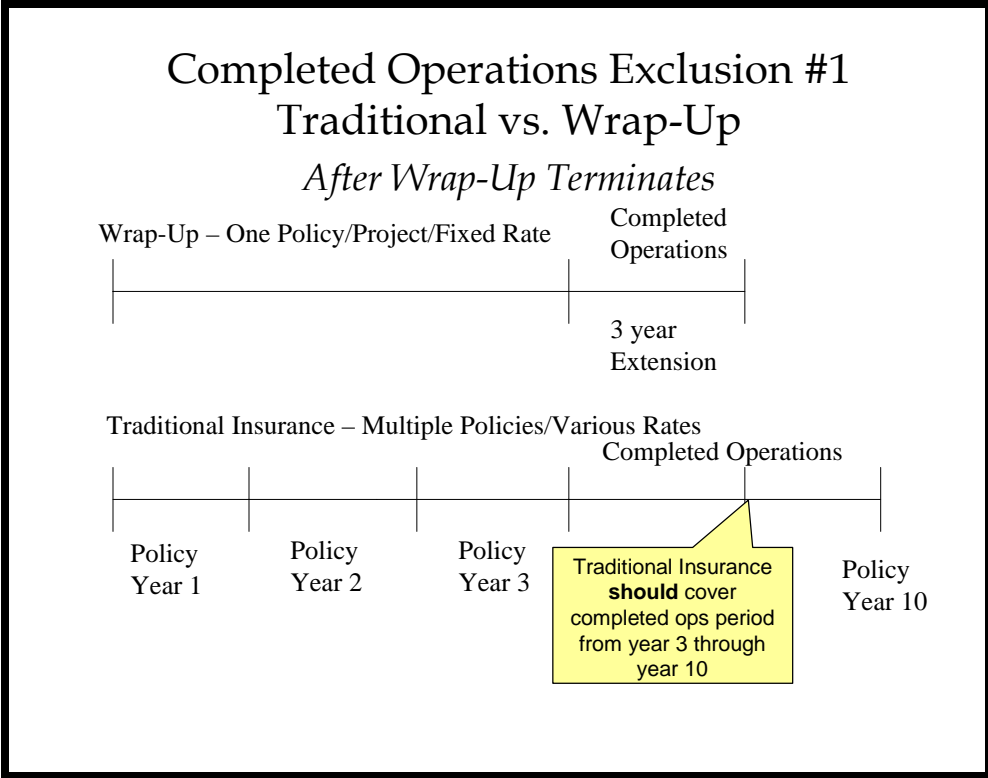 Completed Operations Exclusion #1
Traditional vs. Wrap-Up
After Wrap-Up Terminates
Wrap-Up – One Policy/Project/Fixed Rate
Completed
Operations
3 year
Extension
Traditional Insurance – Multiple Policies/Various Rates
Completed Operations
Policy
Year 1
Policy
Year 2
Policy
Year 3
Traditional Insurance
should cover
completed ops period
from year 3 through
year 10
Policy
Year 10